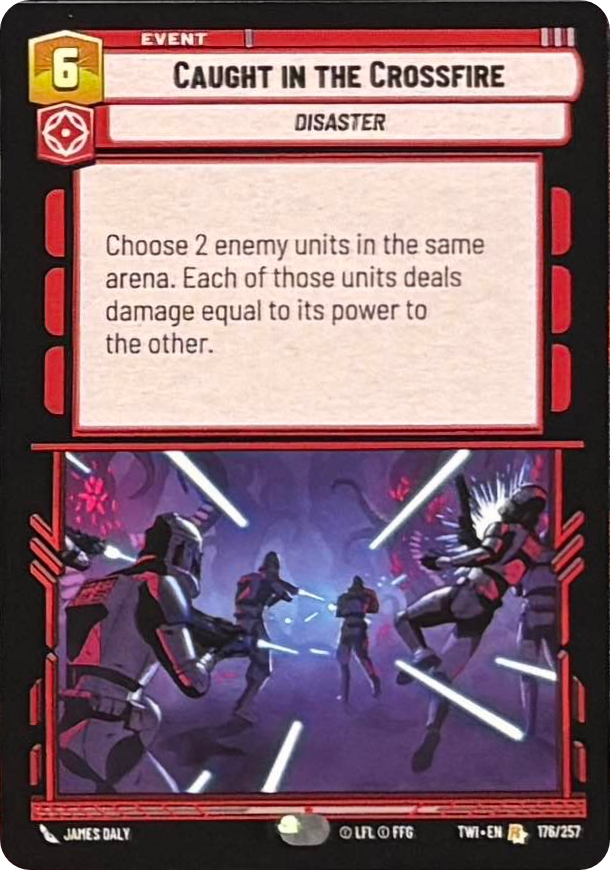 EVENT
6
CAUGHT IN THE CROSSFIRE
DISASTER
Choose 2 enemy units in the same
arena. Each of those units deals
damage equal to its power to
the other.
JAMES DALY
© LFL © FFG
TWI•EN R 176/257